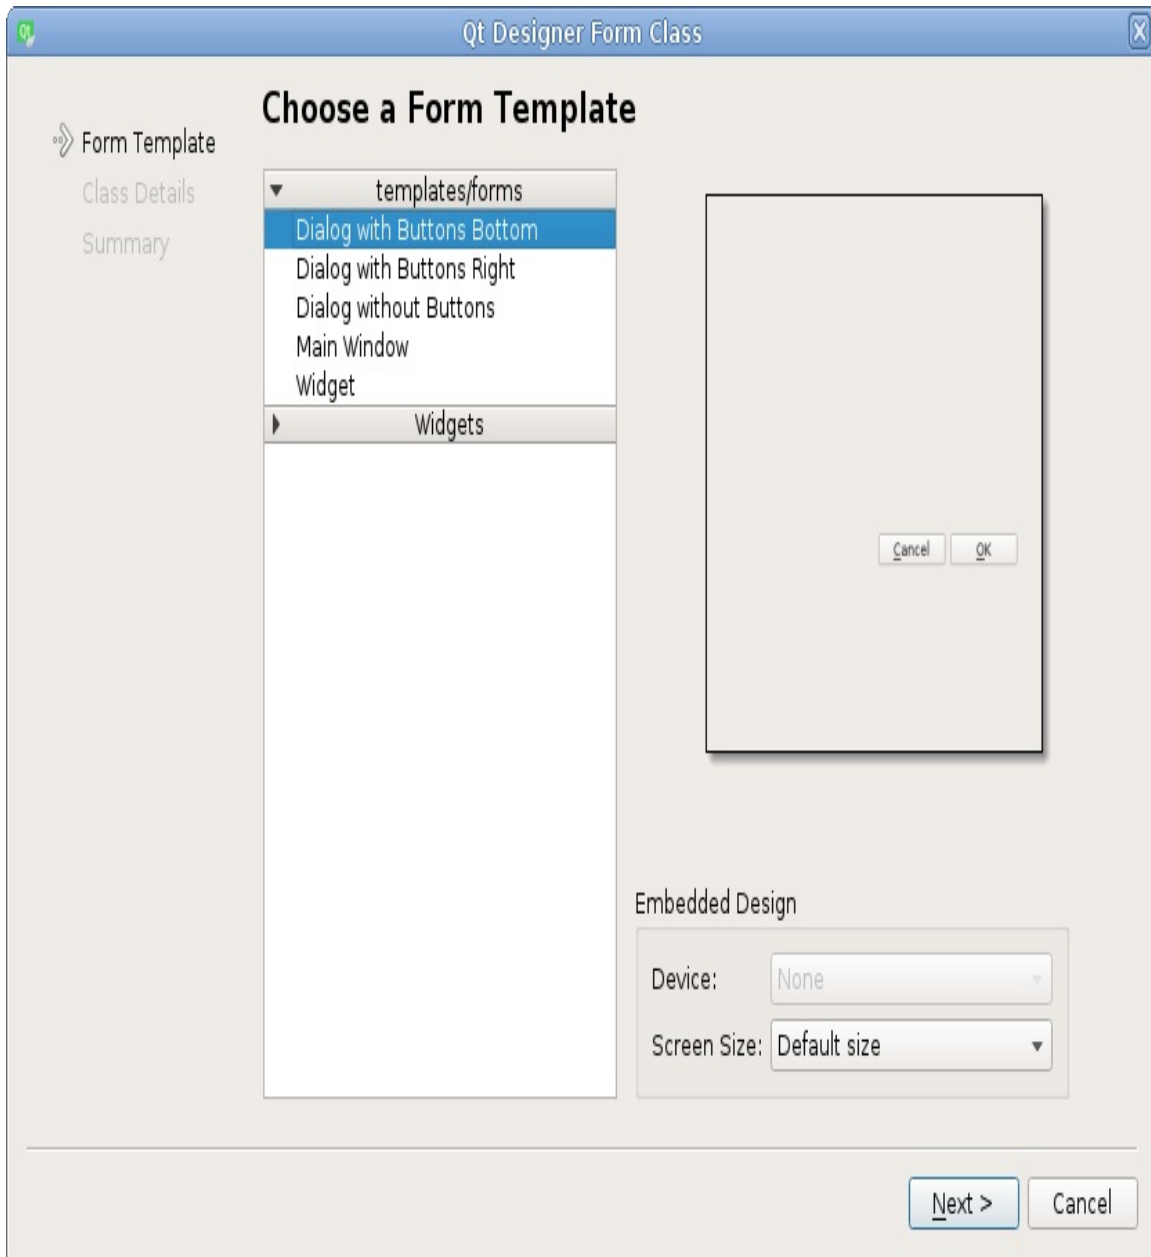 Qt Designer Form Class
Choose a Form Template
Form Template
Class Details
Summary
templates/forms
Dialog with Buttons Bottom
Dialog with Buttons Right
Dialog without Buttons
Main Window
Widget
Widgets
Cancel OK
Embedded Design
Device: None
Screen Size: Default size
Next > Cancel